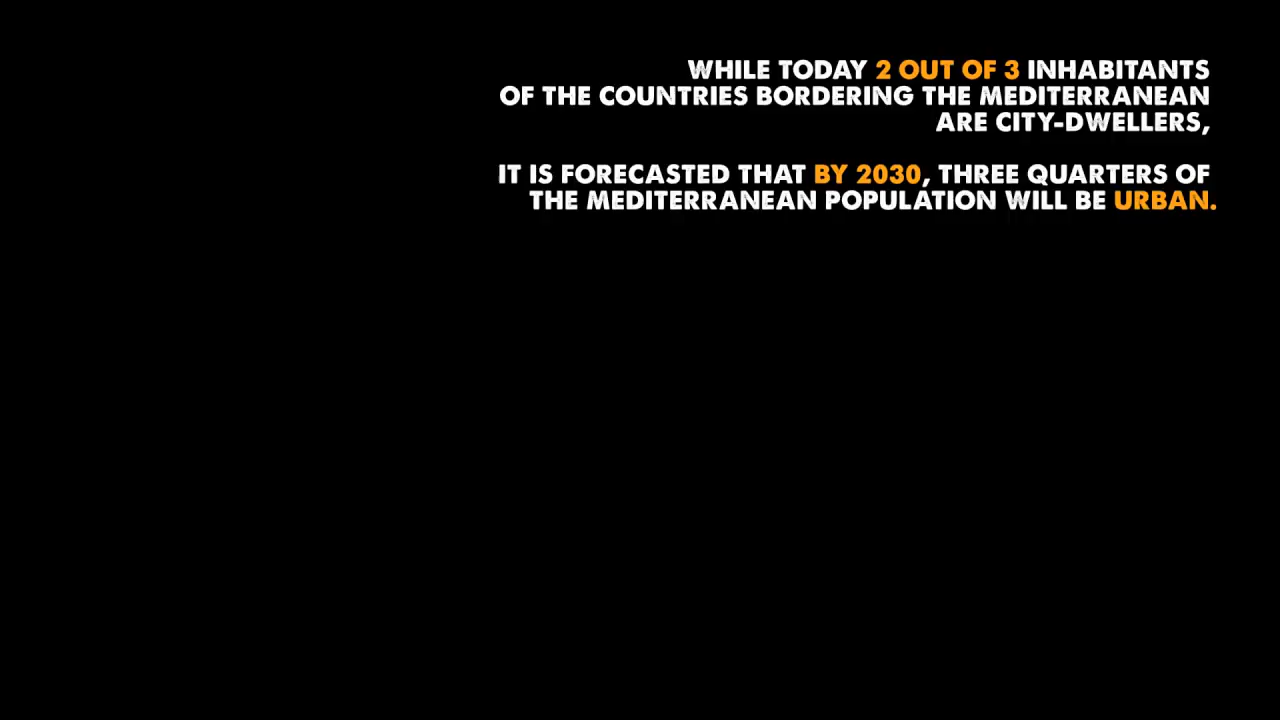 WHILE TODAY 2 OUT OF 3 INHABITANTS
OF THE COUNTRIES BORDERING THE MEDITERRANEAN
ARE CITY-DWELLERS,
IT IS FORECASTED THAT BY 2030, THREE QUARTERS OF
THE MEDITERRANEAN POPULATION WILL BE URBAN.